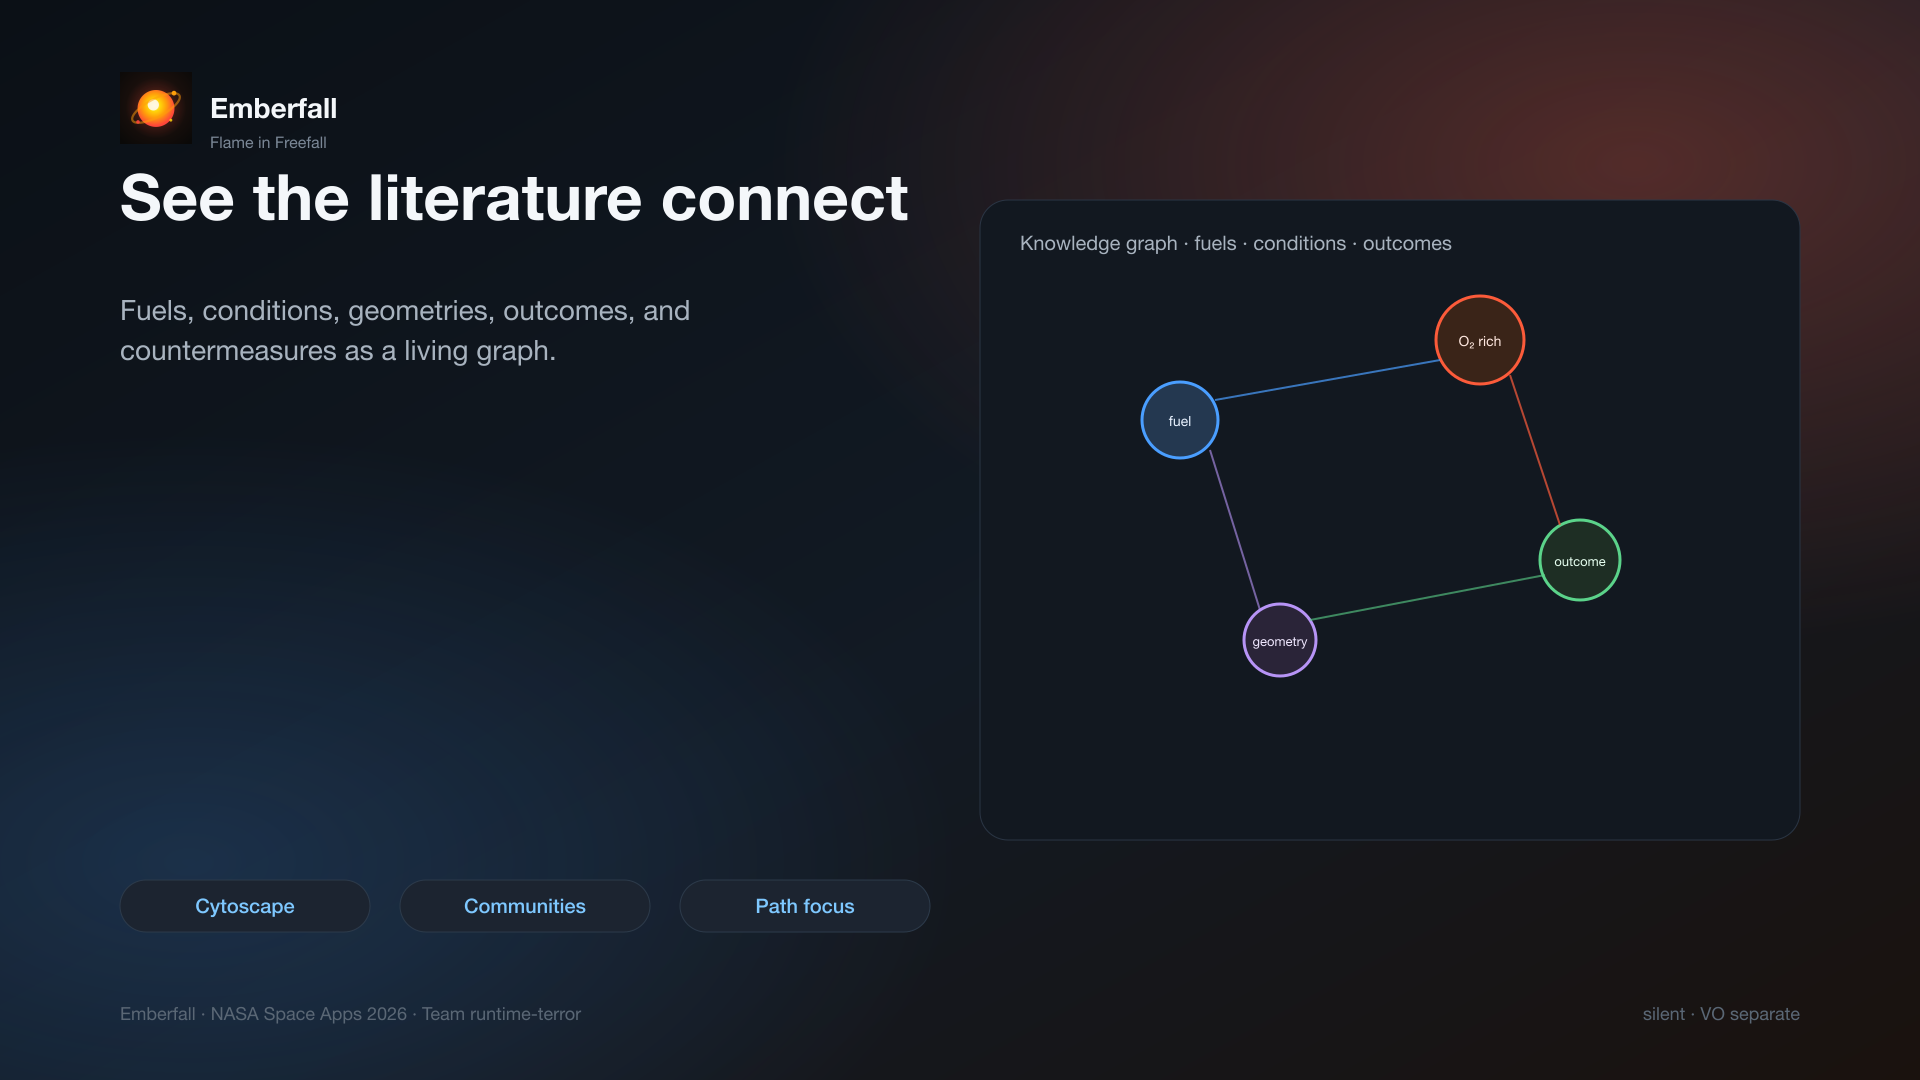 Emberfall
Flame in Freefall
See the literature connect
Fuels, conditions, geometries, outcomes, and
countermeasures as a living graph.
Knowledge graph · fuels · conditions · outcomes
O₂ rich
fuel
outcome
geometry
Cytoscape
Communities
Path focus
Emberfall · NASA Space Apps 2026 · Team runtime-terror
silent · VO separate